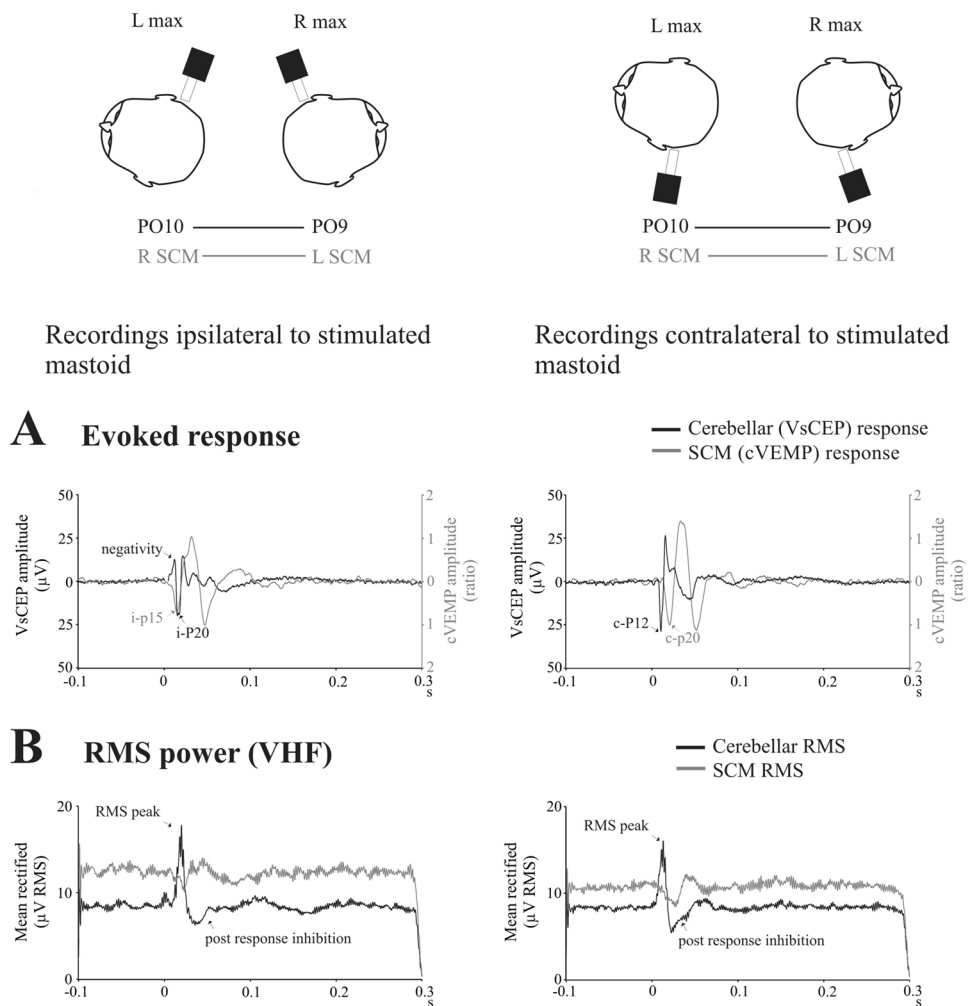 L max
R max
L max
R max
PO10
PO9
R SCM
L SCM
PO10
PO9
R SCM
L SCM
Recordings ipsilateral to stimulated
mastoid
Recordings contralateral to stimulated
mastoid
A Evoked response
Cerebellar (VsCEP) response
SCM (cVEMP) response
VsCEP amplitude
(µV)
50
25
0
25
50
negativity
i-p15
i-P20
2
1
0
1
2
cVEMP amplitude
(ratio)
-0.1
0
0.1
0.2
0.3
s
VsCEP amplitude
(µV)
50
25
0
25
50
c-P12
c-p20
2
1
0
1
2
cVEMP amplitude
(ratio)
-0.1
0
0.1
0.2
0.3
s
B RMS power (VHF)
Cerebellar RMS
SCM RMS
Mean rectified
(µV RMS)
20
10
0
RMS peak
post response inhibition
-0.1
0
0.1
0.2
0.3
s
Mean rectified
(µV RMS)
20
10
0
RMS peak
post response inhibition
-0.1
0
0.1
0.2
0.3
s